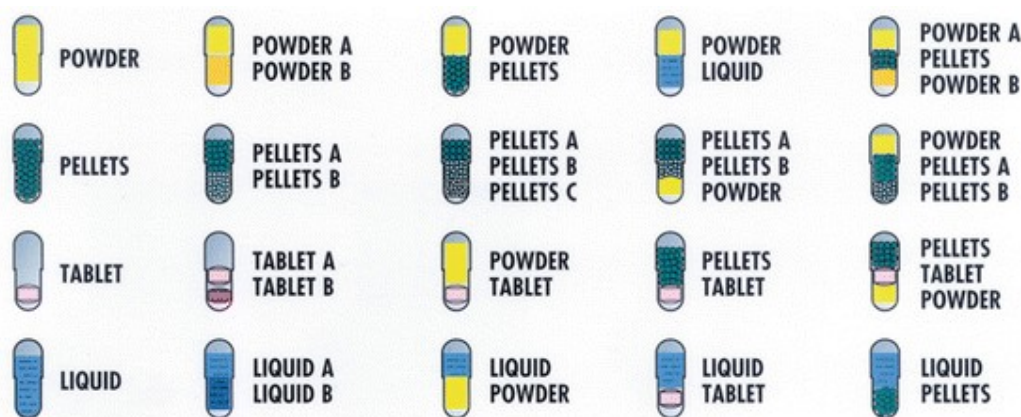 POWDER
POWDER A
POWDER B
POWDER
PELLETS
POWDER
LIQUID
POWDER A
PELLETS
POWDER B
PELLETS
PELLETS A
PELLETS B
PELLETS A
PELLETS B
PELLETS C
PELLETS A
PELLETS B
POWDER
POWDER
PELLETS A
PELLETS B
TABLET
TABLET A
TABLET B
POWDER
TABLET
PELLETS
TABLET
PELLETS
TABLET
POWDER
LIQUID
LIQUID A
LIQUID B
LIQUID
POWDER
LIQUID
TABLET
LIQUID
PELLETS